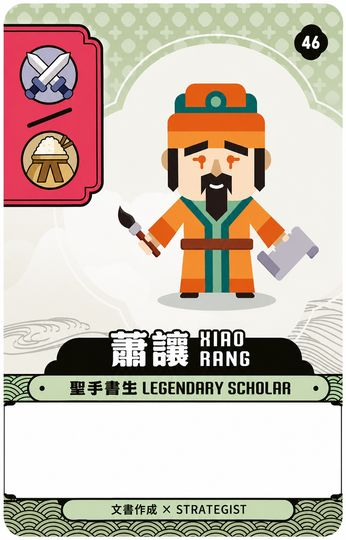 46
蕭讓 XIAO RANG
聖手書生 LEGENDARY SCHOLAR
文書作成 × STRATEGIST